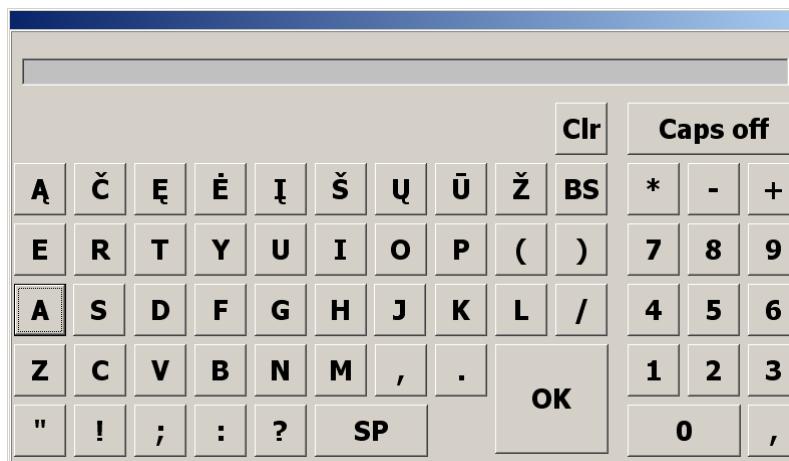 Clr Caps off
Ą Č Ę Ė Į Š Ų Ū Ž BS * - +
E R T Y U I O P ( ) 7 8 9
A S D F G H J K L / 4 5 6
Z C V B N M , . OK 1 2 3
" ! ; : ? SP 0 ,